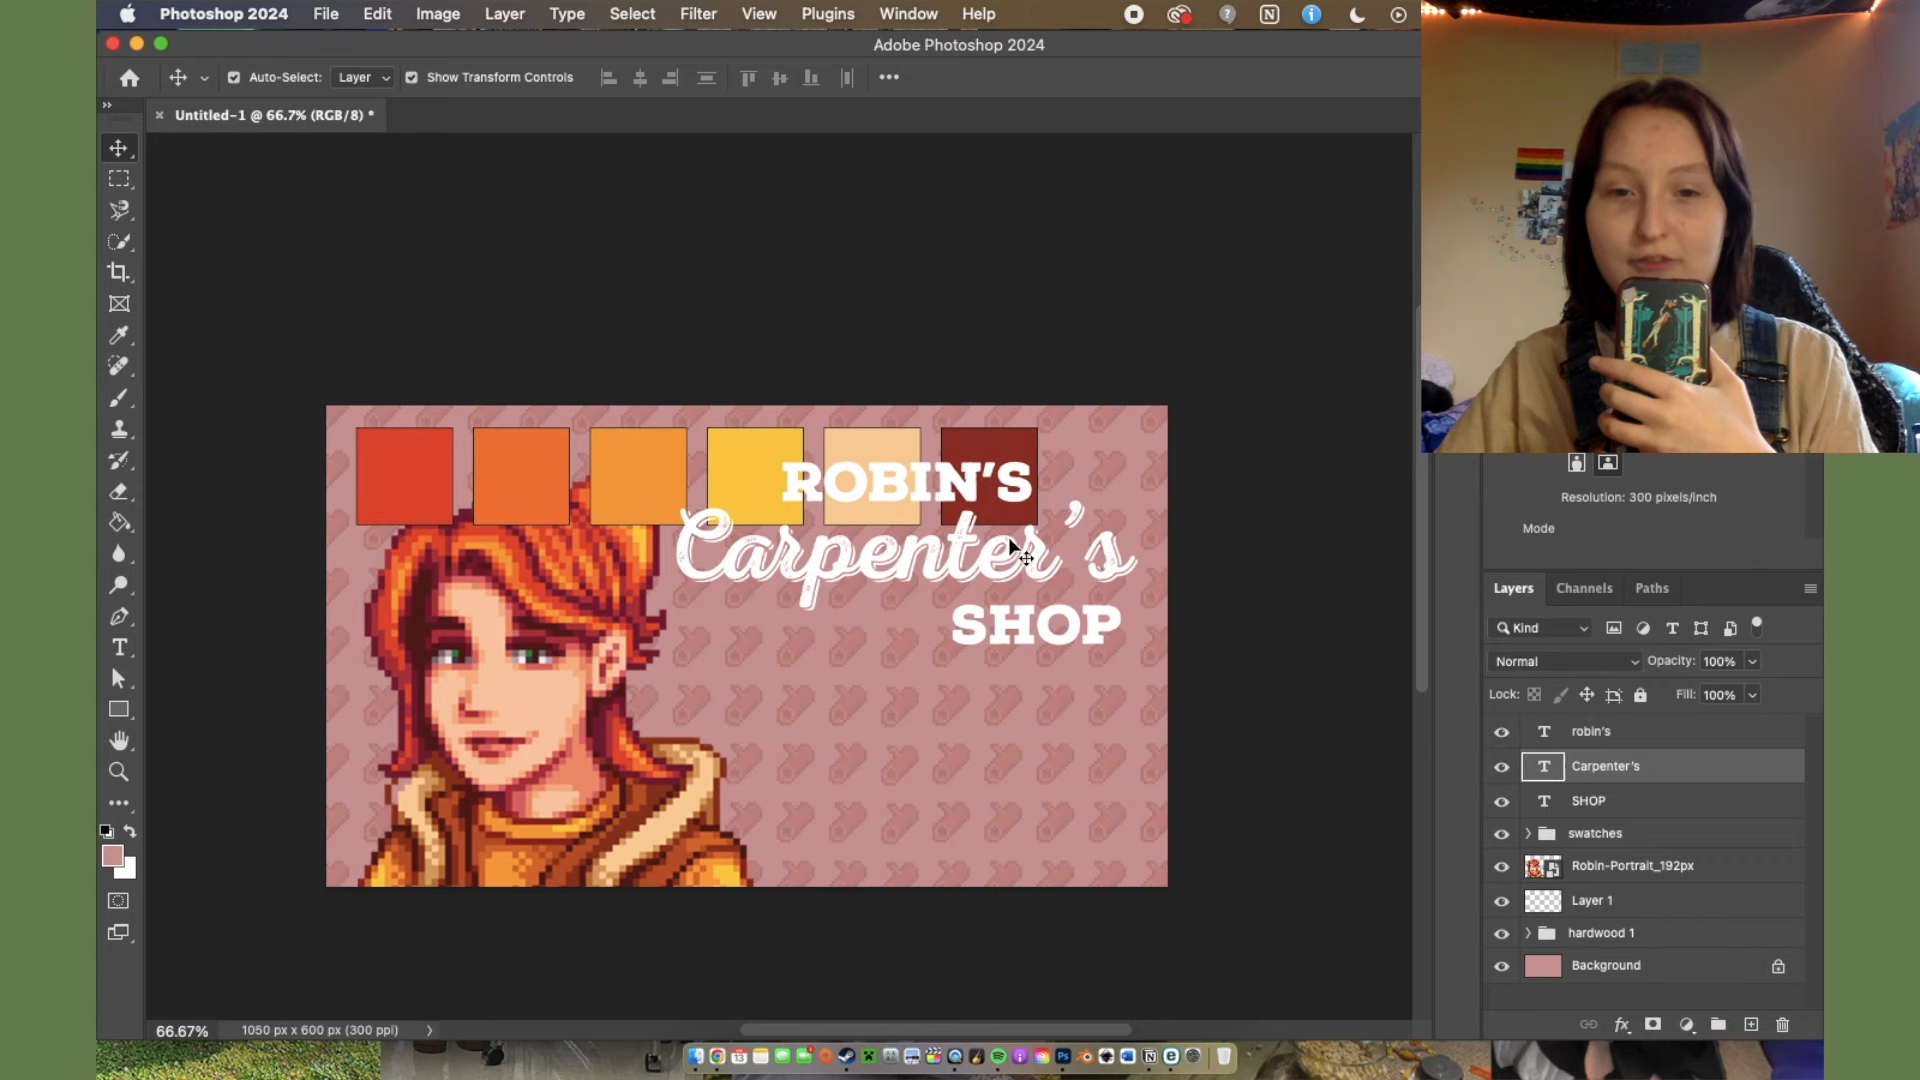 Photoshop 2024 File Edit Image Layer Type Select Filter View Plugins Window Help
Adobe Photoshop 2024
Auto-Select: Layer Show Transform Controls
Untitled-1 @ 66.7% (RGB/8) *
ROBIN'S
Carpenter's
SHOP
Resolution: 300 pixels/inch
Mode
Layers Channels Paths
Kind
Normal Opacity: 100%
Lock: Fill: 100%
robin's
Carpenter's
SHOP
swatches
Robin-Portrait_192px
Layer 1
hardwood 1
Background
66.67% 1050 px x 600 px (300 ppi)